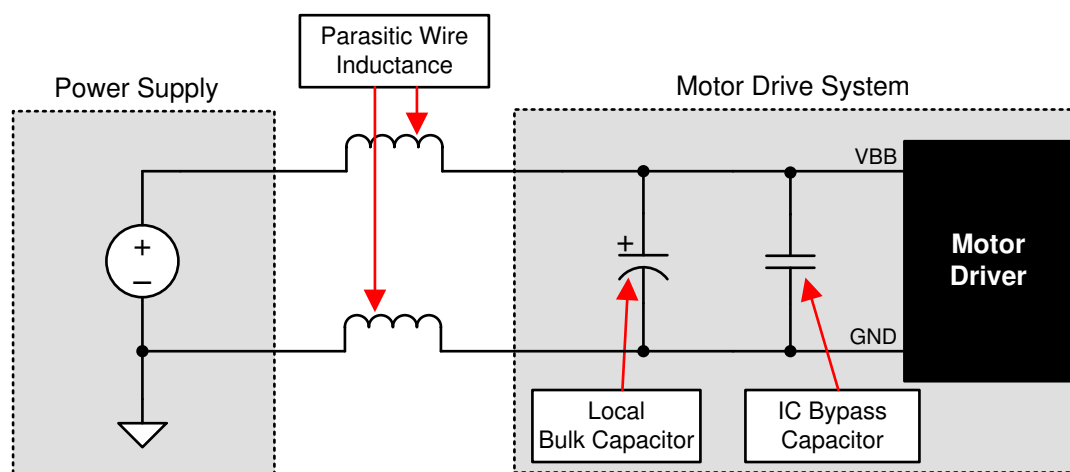 Parasitic Wire
Inductance
Power Supply
Motor Drive System
VBB
+
–
+
Motor
Driver
GND
Local
Bulk Capacitor
IC Bypass
Capacitor